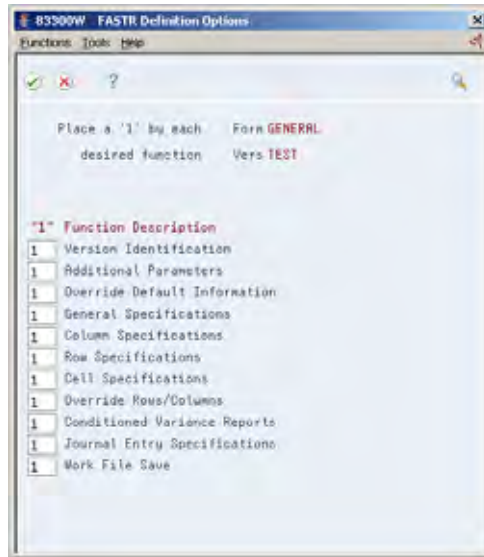 83500W FASTR Definition Options
Functions Tools Help
?
Place a '1' by each Form GENERAL
desired function Vers TEST
"1" Function Description
1 Version Identification
1 Additional Parameters
1 Override Default Information
1 General Specifications
1 Column Specifications
1 Row Specifications
1 Cell Specifications
1 Override Rows/Columns
1 Conditioned Variance Reports
1 Journal Entry Specifications
1 Work File Save